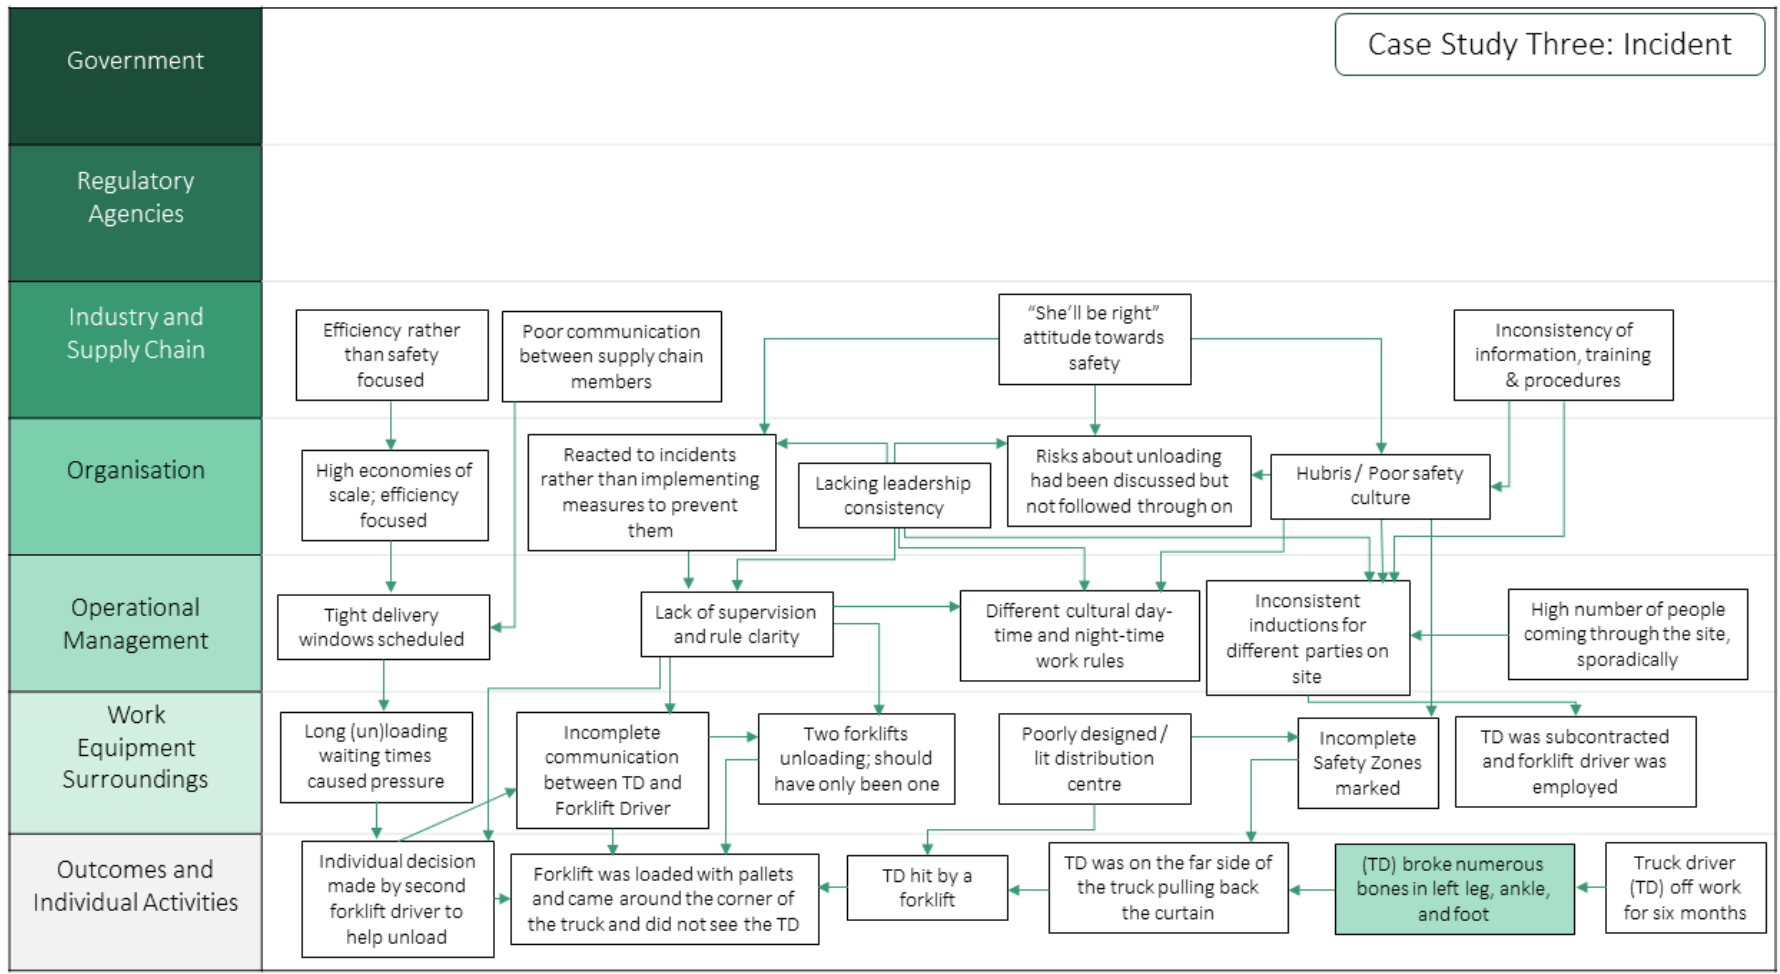 Government
Case Study Three: Incident
Regulatory
Agencies
Industry and
Supply Chain
Efficiency rather
than safety
focused
Poor communication
between supply chain
members
“She’ll be right”
attitude towards
safety
Inconsistency of
information, training
& procedures
Organisation
High economies of
scale; efficiency
focused
Reacted to incidents
rather than implementing
measures to prevent
them
Lacking leadership
consistency
Risks about unloading
had been discussed but
not followed through on
Hubris / Poor safety
culture
Operational
Management
Tight delivery
windows scheduled
Lack of supervision
and rule clarity
Different cultural day-
time and night-time
work rules
Inconsistent
inductions for
different parties on
site
High number of people
coming through the site,
sporadically
Work
Equipment
Surroundings
Long (un)loading
waiting times
caused pressure
Incomplete
communication
between TD and
Forklift Driver
Two forklifts
unloading; should
have only been one
Poorly designed /
lit distribution
centre
Incomplete
Safety Zones
marked
TD was subcontracted
and forklift driver was
employed
Outcomes and
Individual Activities
Individual decision
made by second
forklift driver to
help unload
Forklift was loaded with pallets
and came around the corner of
the truck and did not see the TD
TD hit by a
forklift
TD was on the far side of
the truck pulling back
the curtain
(TD) broke numerous
bones in left leg, ankle,
and foot
Truck driver
(TD) off work
for six months